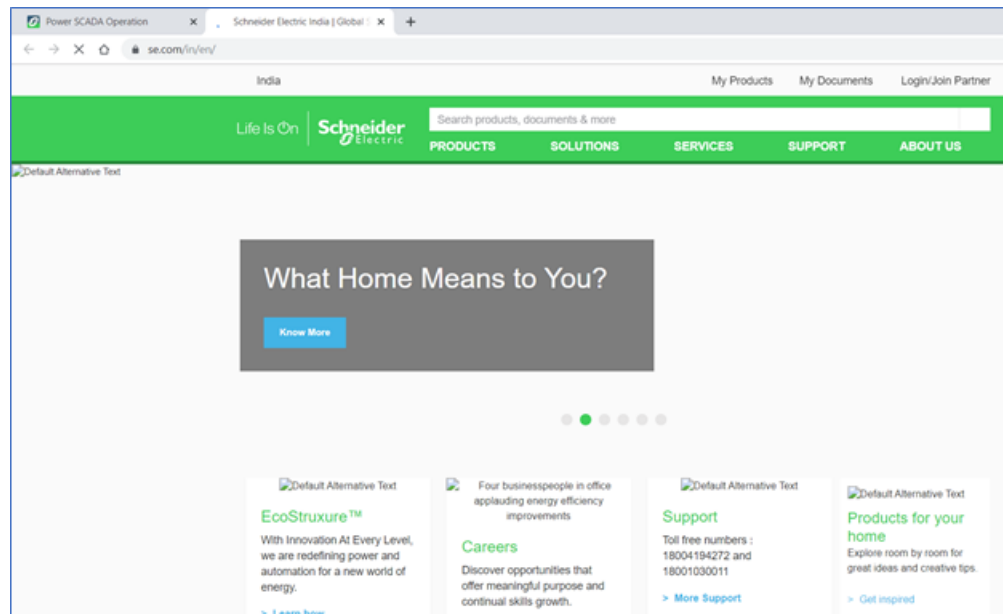 Power SCADA Operation
Schneider Electric India | Global S
se.com/in/en/
India
My Products
My Documents
Login/Join Partner
Life Is On
Schneider
Electric
Search products, documents & more
PRODUCTS
SOLUTIONS
SERVICES
SUPPORT
ABOUT US
Default Alternative Text
What Home Means to You?
Know More
Default Alternative Text
EcoStruxure™
With Innovation At Every Level,
we are redefining power and
automation for a new world of
energy.
> Learn how
Four businesspeople in office
applauding energy efficiency
improvements
Careers
Discover opportunities that
offer meaningful purpose and
continual skills growth.
Default Alternative Text
Support
Toll free numbers :
18004194272 and
18001030011
> More Support
Default Alternative Text
Products for your
home
Explore room by room for
great ideas and creative tips.
> Get inspired